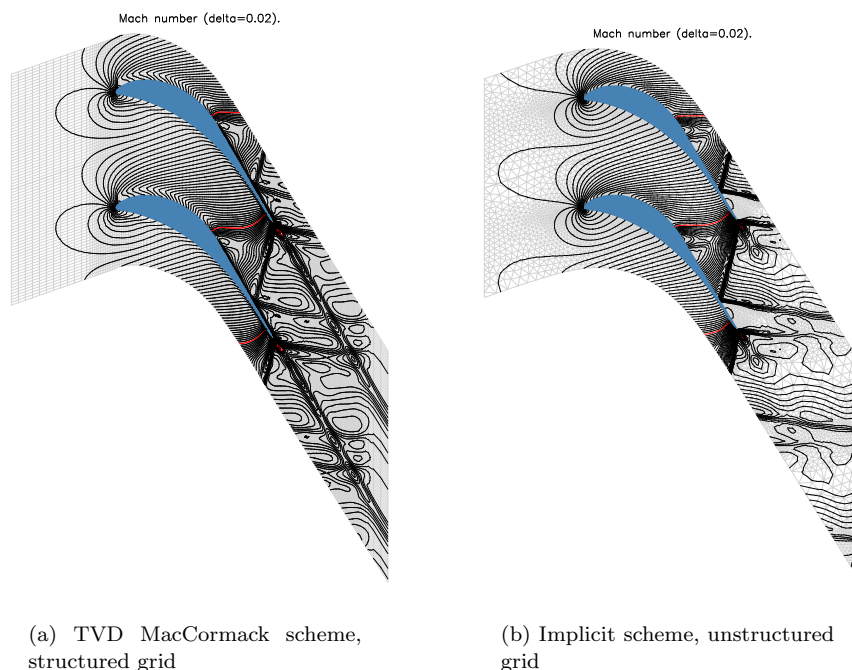 Mach number (delta=0.02).
Mach number (delta=0.02).
(a) TVD MacCormack scheme,
structured grid
(b) Implicit scheme, unstructured
grid